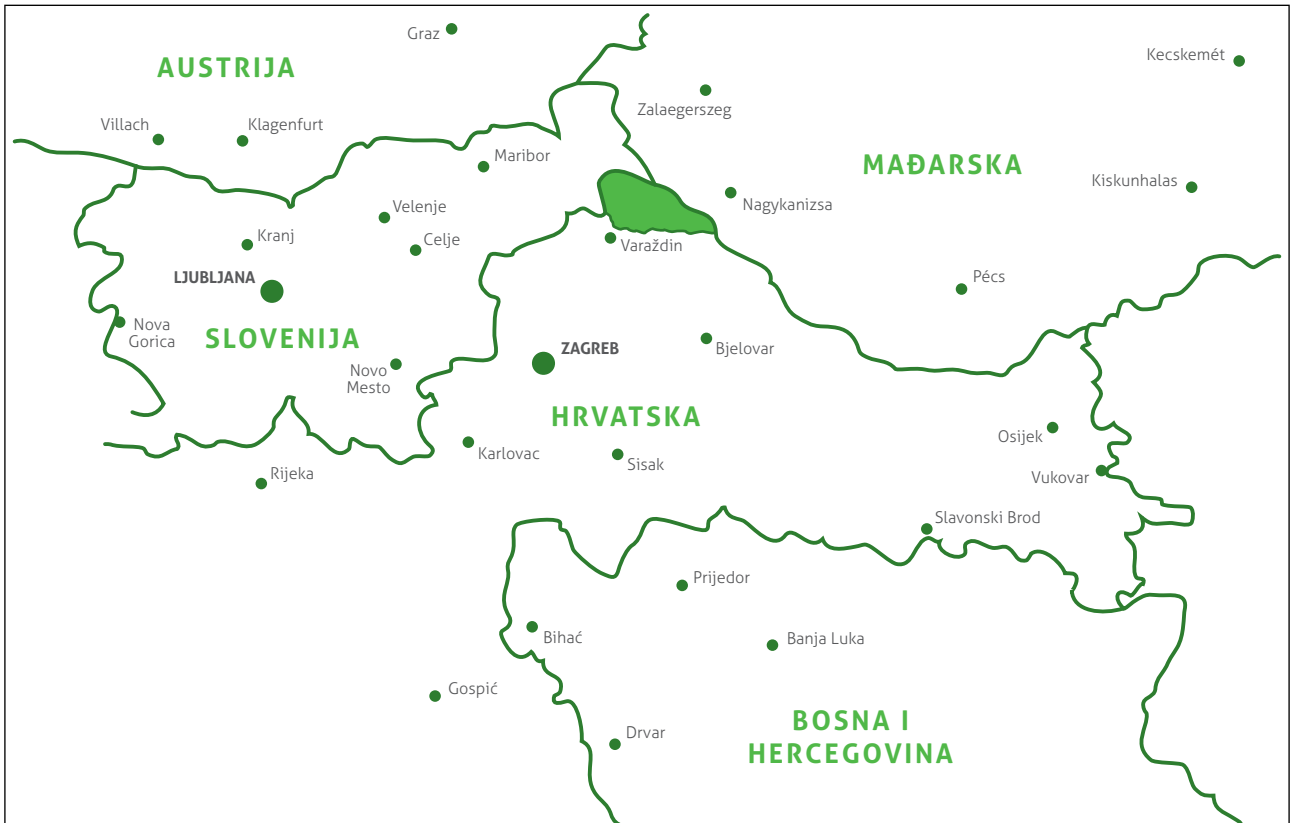 Graz
Kecskemét
AUSTRIJA
Zalaegerszeg
Villach
Klagenfurt
Maribor
MAĐARSKA
Kiskunhalas
Nagykanizsa
Velenje
Kranj
Celje
Varaždin
LJUBLJANA
Pécs
Nova
Gorica
SLOVENIJA
ZAGREB
Bjelovar
Novo
Mesto
HRVATSKA
Osijek
Karlovac
Sisak
Rijeka
Vukovar
Slavonski Brod
Prijedor
Bihać
Banja Luka
Gospić
BOSNA I
HERCEGOVINA
Drvar